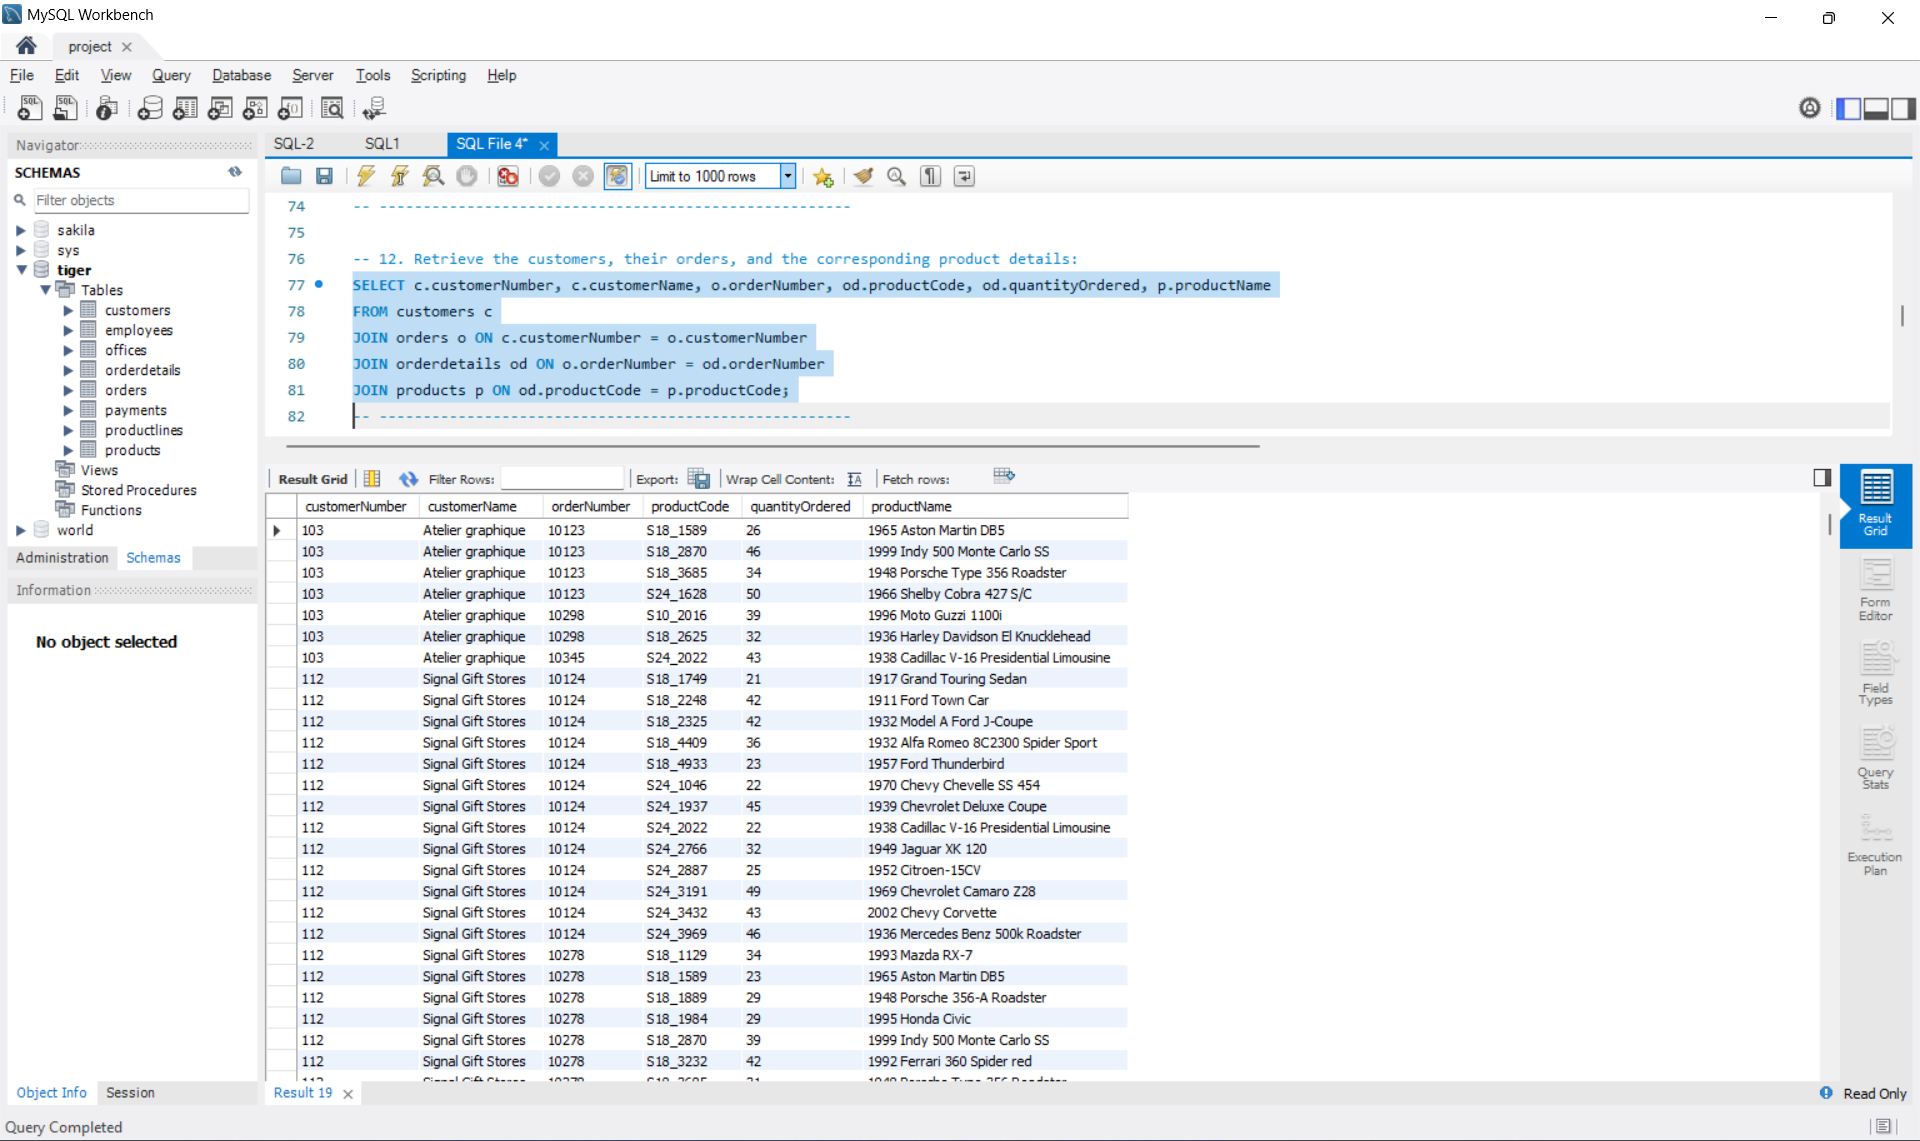 MySQL Workbench
project
File Edit View Query Database Server Tools Scripting Help
Navigator
SCHEMAS
Filter objects
sakila
sys
tiger
Tables
customers
employees
offices
orderdetails
orders
payments
productlines
products
Views
Stored Procedures
Functions
world
Administration Schemas
Information
No object selected
Object Info Session
Query Completed
SQL-2 SQL1 SQL File 4*
Limit to 1000 rows
74 -- ------------------------------------------------------
75
76 -- 12. Retrieve the customers, their orders, and the corresponding product details:
77 SELECT c.customerNumber, c.customerName, o.orderNumber, od.productCode, od.quantityOrdered, p.productName
78 FROM customers c
79 JOIN orders o ON c.customerNumber = o.customerNumber
80 JOIN orderdetails od ON o.orderNumber = od.orderNumber
81 JOIN products p ON od.productCode = p.productCode;
82 -- ------------------------------------------------------
Result Grid Filter Rows: Export: Wrap Cell Content: Fetch rows:
customerNumber customerName orderNumber productCode quantityOrdered productName
103 Atelier graphique 10123 S18_1589 26 1965 Aston Martin DB5
103 Atelier graphique 10123 S18_2870 46 1999 Indy 500 Monte Carlo SS
103 Atelier graphique 10123 S18_3685 34 1948 Porsche Type 356 Roadster
103 Atelier graphique 10123 S24_1628 50 1966 Shelby Cobra 427 S/C
103 Atelier graphique 10298 S10_2016 39 1996 Moto Guzzi 1100i
103 Atelier graphique 10298 S18_2625 32 1936 Harley Davidson El Knucklehead
103 Atelier graphique 10345 S24_2022 43 1938 Cadillac V-16 Presidential Limousine
112 Signal Gift Stores 10124 S18_1749 21 1917 Grand Touring Sedan
112 Signal Gift Stores 10124 S18_2248 42 1911 Ford Town Car
112 Signal Gift Stores 10124 S18_2325 42 1932 Model A Ford J-Coupe
112 Signal Gift Stores 10124 S18_4409 36 1932 Alfa Romeo 8C2300 Spider Sport
112 Signal Gift Stores 10124 S18_4933 23 1957 Ford Thunderbird
112 Signal Gift Stores 10124 S24_1046 22 1970 Chevy Chevelle SS 454
112 Signal Gift Stores 10124 S24_1937 45 1939 Chevrolet Deluxe Coupe
112 Signal Gift Stores 10124 S24_2022 22 1938 Cadillac V-16 Presidential Limousine
112 Signal Gift Stores 10124 S24_2766 32 1949 Jaguar XK 120
112 Signal Gift Stores 10124 S24_2887 25 1952 Citroen-15CV
112 Signal Gift Stores 10124 S24_3191 49 1969 Chevrolet Camaro Z28
112 Signal Gift Stores 10124 S24_3432 43 2002 Chevy Corvette
112 Signal Gift Stores 10124 S24_3969 46 1936 Mercedes Benz 500k Roadster
112 Signal Gift Stores 10278 S18_1129 34 1993 Mazda RX-7
112 Signal Gift Stores 10278 S18_1589 23 1965 Aston Martin DB5
112 Signal Gift Stores 10278 S18_1889 29 1948 Porsche 356-A Roadster
112 Signal Gift Stores 10278 S18_1984 29 1995 Honda Civic
112 Signal Gift Stores 10278 S18_2870 39 1999 Indy 500 Monte Carlo SS
112 Signal Gift Stores 10278 S18_3232 42 1992 Ferrari 360 Spider red
Result 19
Read Only
Result
Grid
Form
Editor
Field
Types
Query
Stats
Execution
Plan